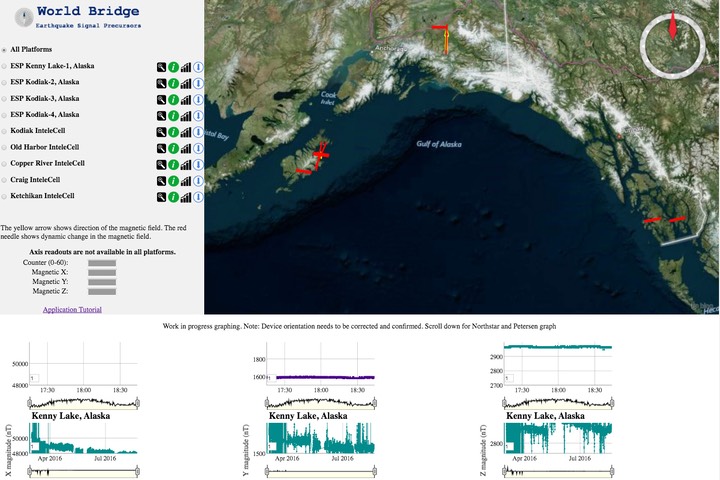 World Bridge
Earthquake Signal Precursors
All Platforms
ESP Kenny Lake-1, Alaska
ESP Kodiak-2, Alaska
ESP Kodiak-3, Alaska
ESP Kodiak-4, Alaska
Kodiak InteleCell
Old Harbor InteleCell
Copper River InteleCell
Craig InteleCell
Ketchikan InteleCell
The yellow arrow shows direction of the magnetic field. The red
needle shows dynamic change in the magnetic field.
Axis readouts are not available in all platforms.
Counter (0-60):
Magnetic X:
Magnetic Y:
Magnetic Z:
Application Tutorial
Cook
Inlet
Gulf of Alaska
Work in progress graphing. Note: Device orientation needs to be corrected and confirmed. Scroll down for Northstar and Petersen graph
50000
48000
1
17:30 18:00 18:30
1800
1600
17:30 18:00 18:30
2900
2700
1
17:30 18:00 18:30
Kenny Lake, Alaska
X magnitude (nT)
50000
48000
1
Apr 2016 Jul 2016
Kenny Lake, Alaska
Y magnitude (nT)
1500
Apr 2016 Jul 2016
Kenny Lake, Alaska
Z magnitude (nT)
2800
Apr 2016 Jul 2016